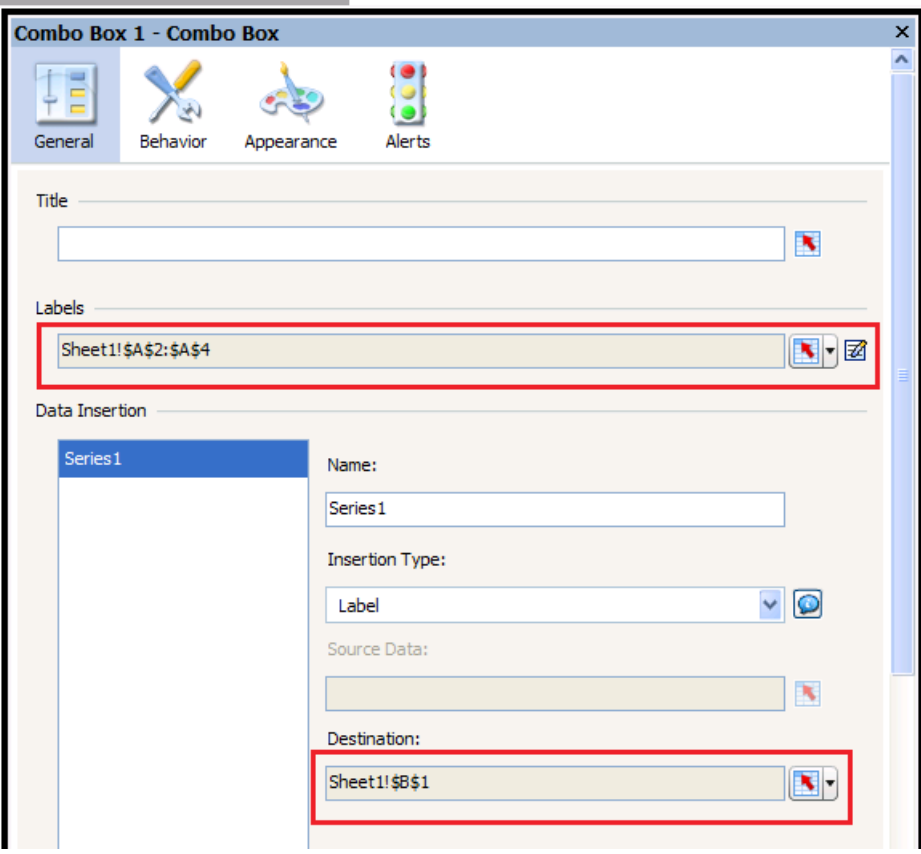 Combo Box 1 - Combo Box
General Behavior Appearance Alerts
Title
Labels
Sheet1!$A$2:$A$4
Data Insertion
Series1
Name:
Series1
Insertion Type:
Label
Source Data:
Destination:
Sheet1!$B$1